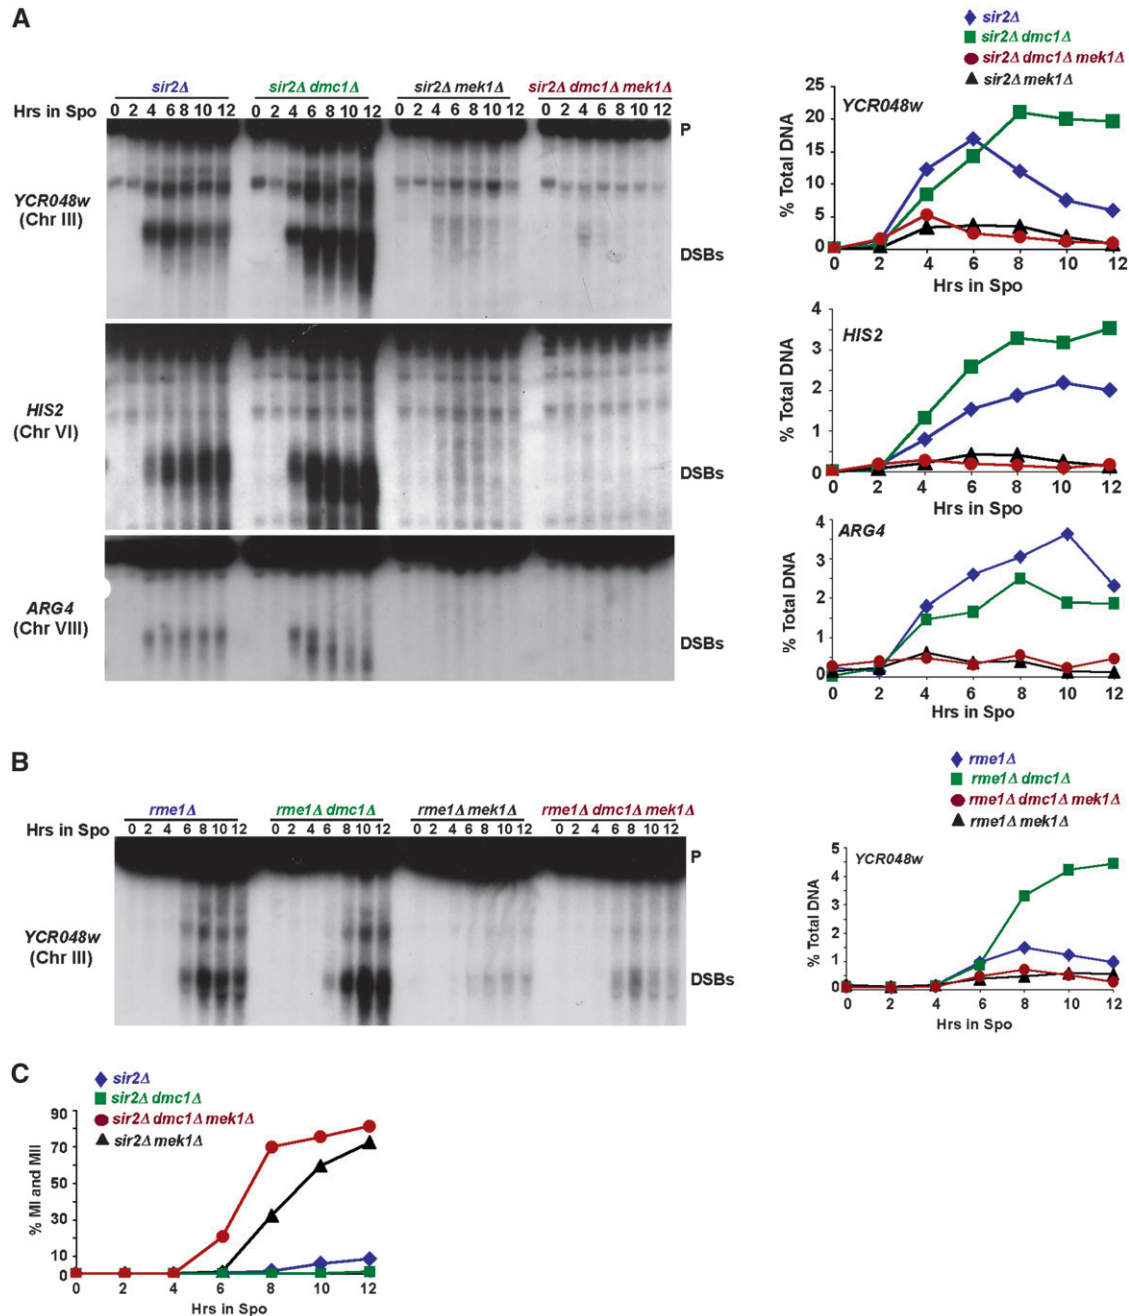 A
sir2Δ sir2Δ dmc1Δ sir2Δ mek1Δ sir2Δ dmc1Δ mek1Δ
Hrs in Spo 0 2 4 6 8 10 12 0 2 4 6 8 10 12 0 2 4 6 8 10 12 0 2 4 6 8 10 12
P
YCR048w
(Chr III)
DSBs
HIS2
(Chr VI)
DSBs
ARG4
(Chr VIII)
DSBs
sir2Δ
sir2Δ dmc1Δ
sir2Δ dmc1Δ mek1Δ
sir2Δ mek1Δ
YCR048w
% Total DNA
25
20
15
10
5
0
0 2 4 6 8 10 12
Hrs in Spo
HIS2
% Total DNA
4
3
2
1
0
0 2 4 6 8 10 12
ARG4
% Total DNA
4
3
2
1
0
0 2 4 6 8 10 12
Hrs in Spo
B
rme1Δ rme1Δ dmc1Δ rme1Δ mek1Δ rme1Δ dmc1Δ mek1Δ
Hrs in Spo 0 2 4 6 8 10 12 0 2 4 6 8 10 12 0 2 4 6 8 10 12 0 2 4 6 8 10 12
P
YCR048w
(Chr III)
DSBs
rme1Δ
rme1Δ dmc1Δ
rme1Δ dmc1Δ mek1Δ
rme1Δ mek1Δ
YCR048w
% Total DNA
5
4
3
2
1
0
0 2 4 6 8 10 12
Hrs in Spo
C
sir2Δ
sir2Δ dmc1Δ
sir2Δ dmc1Δ mek1Δ
sir2Δ mek1Δ
% MI and MII
90
70
50
30
10
0
0 2 4 6 8 10 12
Hrs in Spo